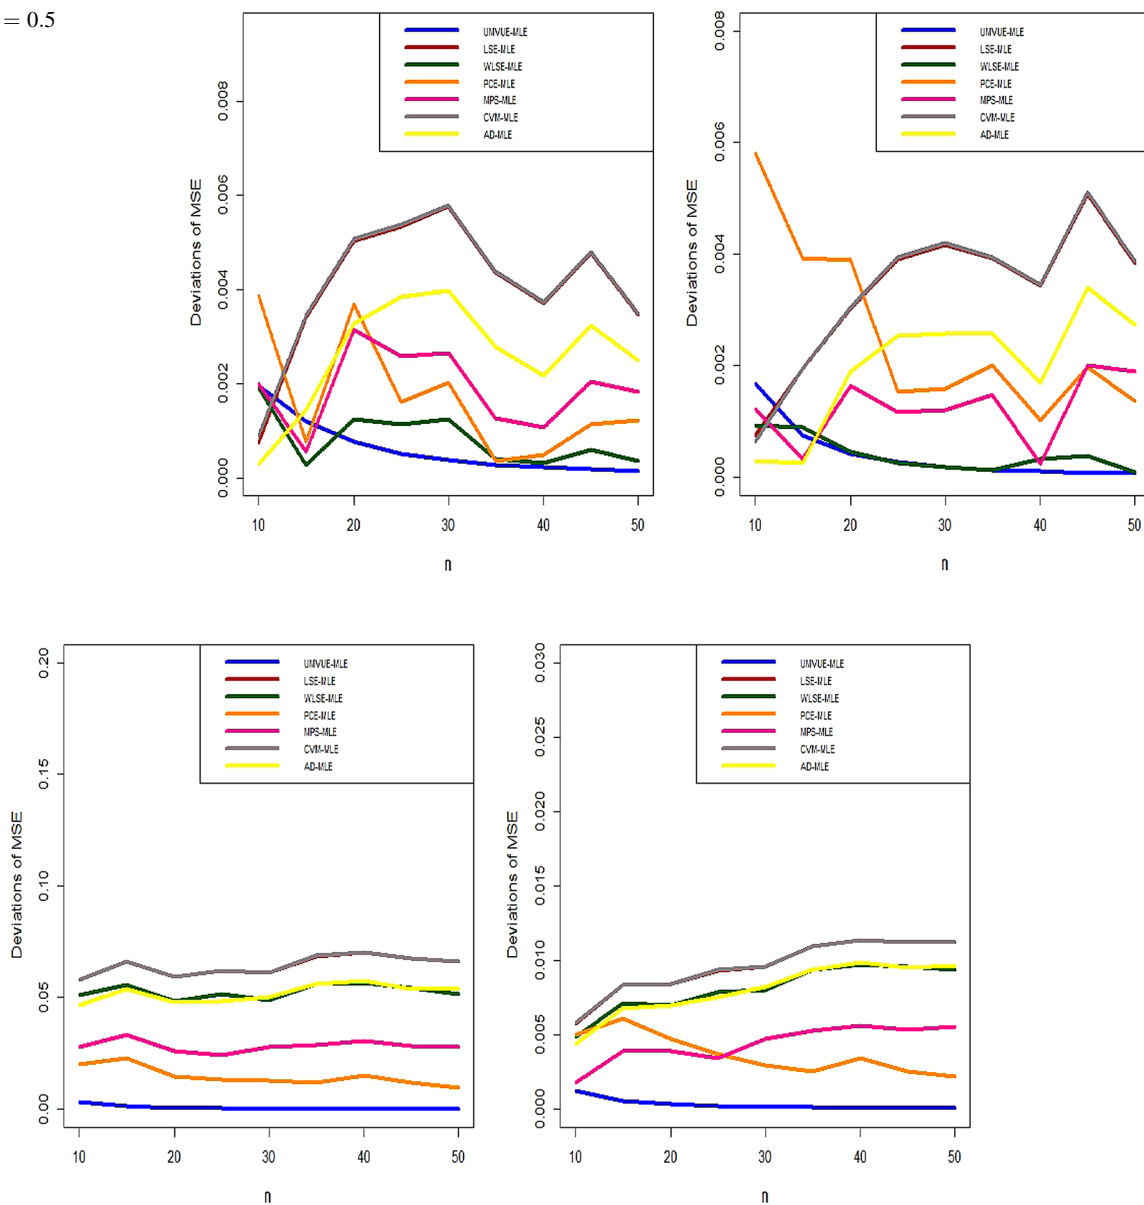 = 0.5
UMVUE-MLE
LSE-MLE
WLSE-MLE
PCE-MLE
MPS-MLE
CVM-MLE
AD-MLE
Deviations of MSE
0.000 0.002 0.004 0.006 0.008
10 20 30 40 50
n
UMVUE-MLE
LSE-MLE
WLSE-MLE
PCE-MLE
MPS-MLE
CVM-MLE
AD-MLE
Deviations of MSE
0.000 0.002 0.004 0.006 0.008
10 20 30 40 50
n
UMVUE-MLE
LSE-MLE
WLSE-MLE
PCE-MLE
MPS-MLE
CVM-MLE
AD-MLE
Deviations of MSE
0.00 0.05 0.10 0.15 0.20
10 20 30 40 50
n
UMVUE-MLE
LSE-MLE
WLSE-MLE
PCE-MLE
MPS-MLE
CVM-MLE
AD-MLE
Deviations of MSE
0.000 0.005 0.010 0.015 0.020 0.025 0.030
10 20 30 40 50
n